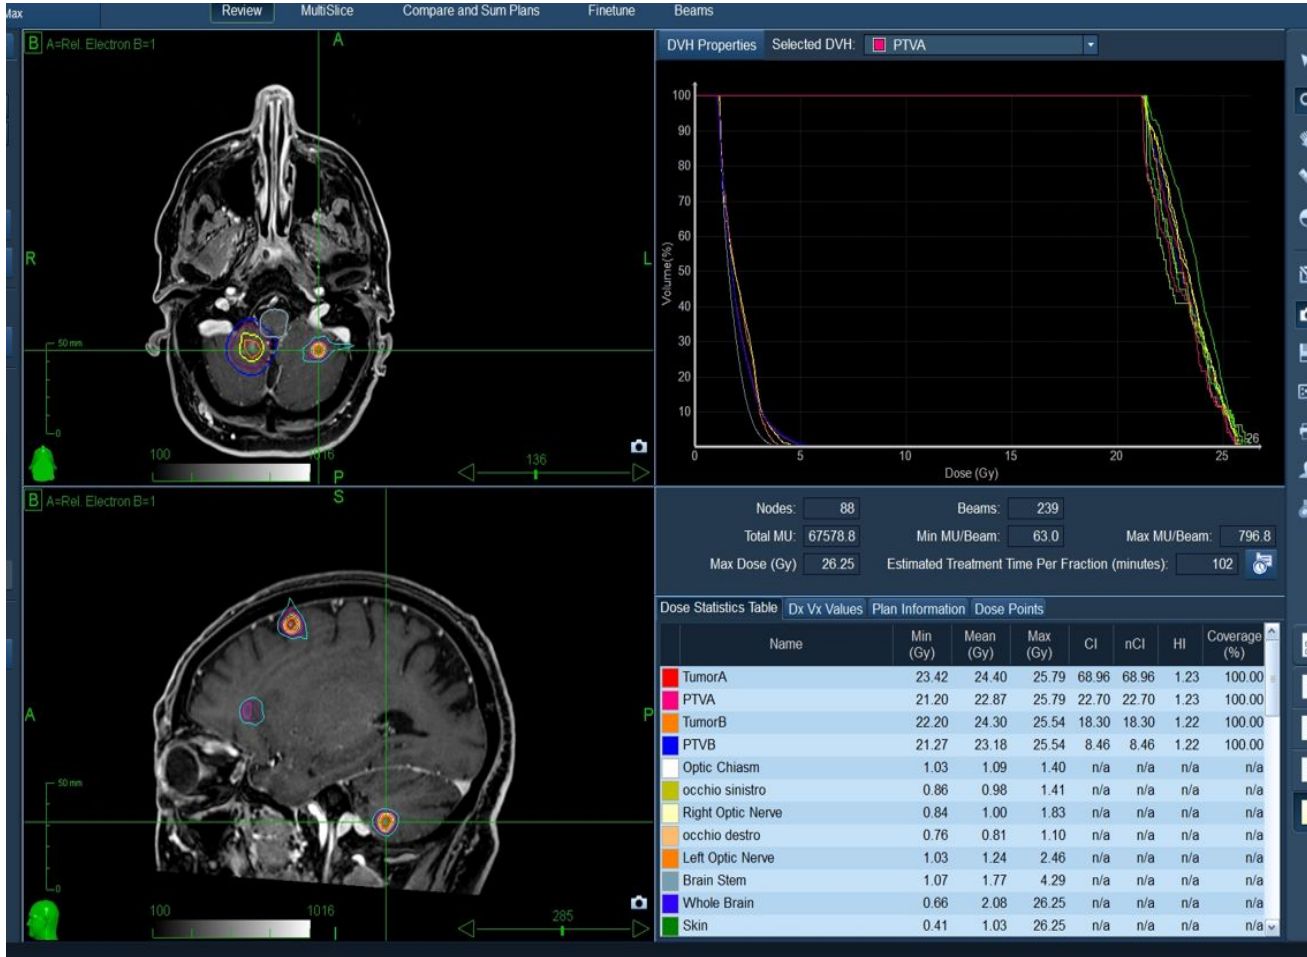 Max
Review MultiSlice Compare and Sum Plans Finetune Beams
B A=Rel. Electron B=1
A
R
L
50 mm
0
100
P
136
B A=Rel. Electron B=1
S
A
P
50 mm
0
100 1016
285
DVH Properties Selected DVH: PTVA
Volume(%)
100
90
80
70
60
50
40
30
20
10
0 5 10 15 20 25
26
Dose (Gy)
Nodes: 88 Beams: 239
Total MU: 67578.8 Min MU/Beam: 63.0 Max MU/Beam: 796.8
Max Dose (Gy) 26.25 Estimated Treatment Time Per Fraction (minutes): 102
Dose Statistics Table Dx Vx Values Plan Information Dose Points
Name Min (Gy) Mean (Gy) Max (Gy) CI nCI HI Coverage (%)
TumorA 23.42 24.40 25.79 68.96 68.96 1.23 100.00
PTVA 21.20 22.87 25.79 22.70 22.70 1.23 100.00
TumorB 22.20 24.30 25.54 18.30 18.30 1.22 100.00
PTVB 21.27 23.18 25.54 8.46 8.46 1.22 100.00
Optic Chiasm 1.03 1.09 1.40 n/a n/a n/a n/a
occhio sinistro 0.86 0.98 1.41 n/a n/a n/a n/a
Right Optic Nerve 0.84 1.00 1.83 n/a n/a n/a n/a
occhio destro 0.76 0.81 1.10 n/a n/a n/a n/a
Left Optic Nerve 1.03 1.24 2.46 n/a n/a n/a n/a
Brain Stem 1.07 1.77 4.29 n/a n/a n/a n/a
Whole Brain 0.66 2.08 26.25 n/a n/a n/a n/a
Skin 0.41 1.03 26.25 n/a n/a n/a n/a